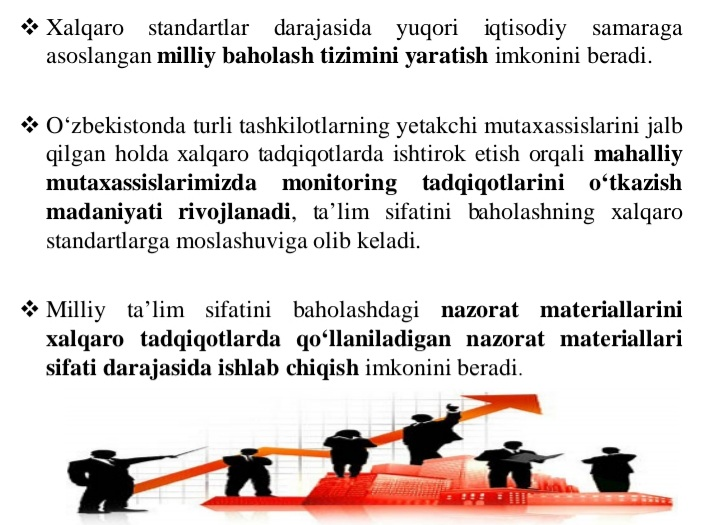 ❖ Xalqaro standartlar darajasida yuqori iqtisodiy samaraga
asoslangan milliy baholash tizimini yaratish imkonini beradi.
❖ O‘zbekistonda turli tashkilotlarning yetakchi mutaxassislarini jalb
qilgan holda xalqaro tadqiqotlarda ishtirok etish orqali mahalliy
mutaxassislarimizda monitoring tadqiqotlarini o‘tkazish
madaniyati rivojlanadi, ta’lim sifatini baholashning xalqaro
standartlarga moslashuviga olib keladi.
❖ Milliy ta’lim sifatini baholashdagi nazorat materiallarini
xalqaro tadqiqotlarda qo‘llaniladigan nazorat materiallari
sifati darajasida ishlab chiqish imkonini beradi.